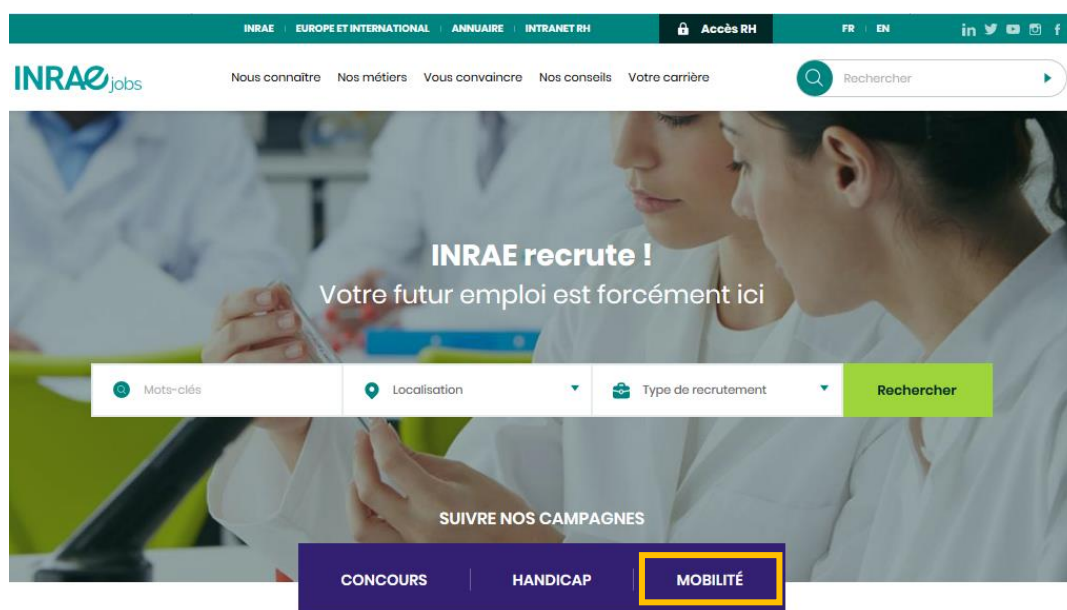 INRAE EUROPE ET INTERNATIONAL ANNUAIRE INTRANET RH Accès RH FR EN
INRAE jobs
Nous connaître Nos métiers Vous convaincre Nos conseils Votre carrière Rechercher
INRAE recrute !
Votre futur emploi est forcément ici
Mots-clés Localisation Type de recrutement Rechercher
SUIVRE NOS CAMPAGNES
CONCOURS HANDICAP MOBILITÉ